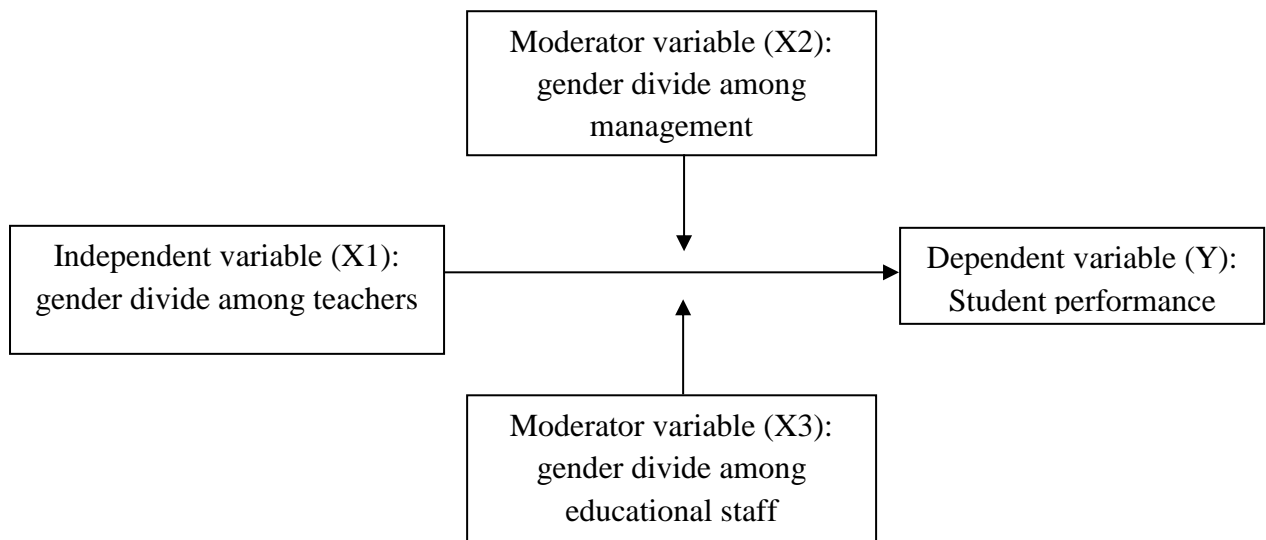 Moderator variable (X2):
gender divide among
management
Independent variable (X1):
gender divide among teachers
Dependent variable (Y):
Student performance
Moderator variable (X3):
gender divide among
educational staff